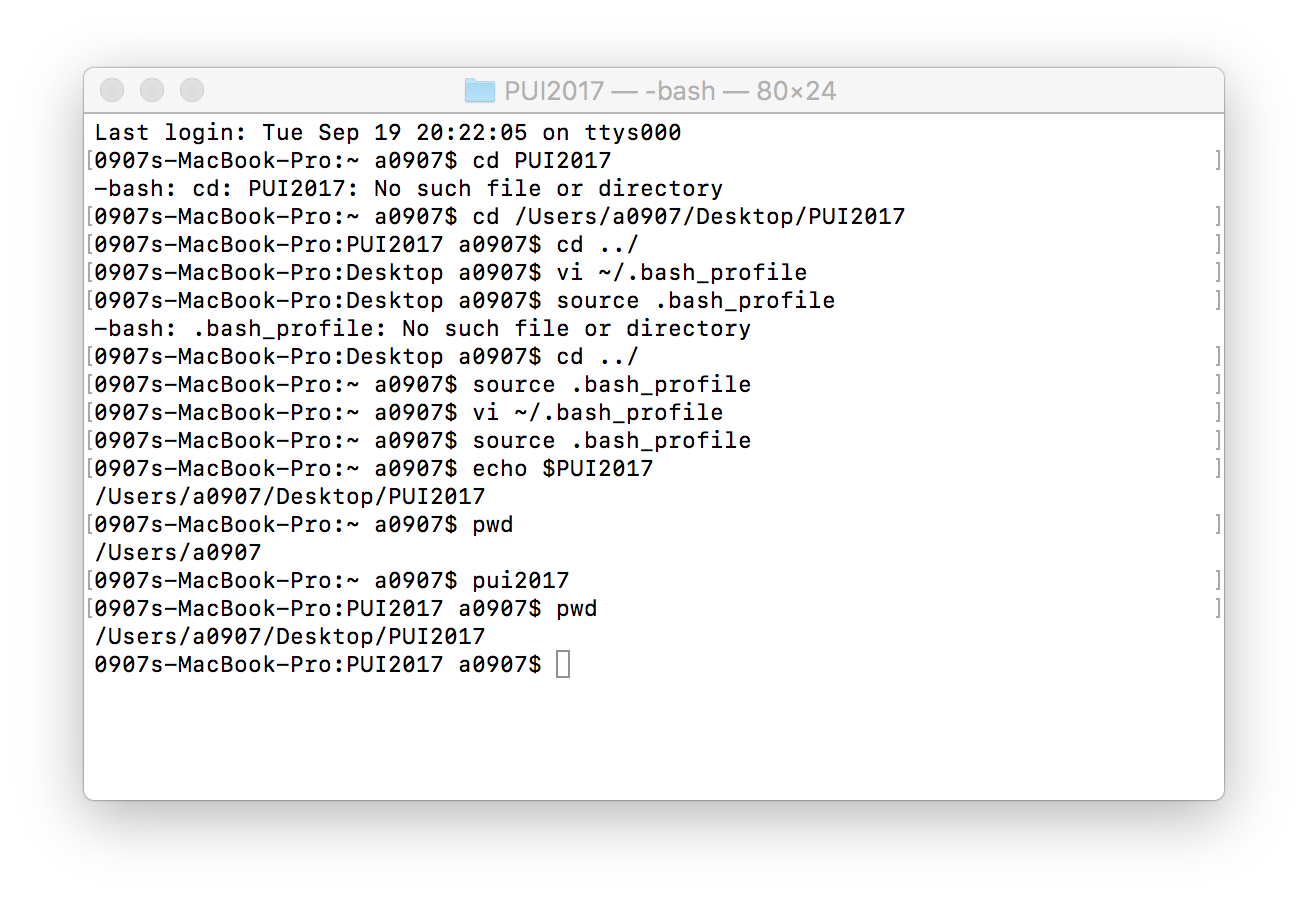 PUI2017 — -bash — 80×24
Last login: Tue Sep 19 20:22:05 on ttys000
[0907s-MacBook-Pro:~ a0907$ cd PUI2017 ]
-bash: cd: PUI2017: No such file or directory
[0907s-MacBook-Pro:~ a0907$ cd /Users/a0907/Desktop/PUI2017 ]
[0907s-MacBook-Pro:PUI2017 a0907$ cd ../ ]
[0907s-MacBook-Pro:Desktop a0907$ vi ~/.bash_profile ]
[0907s-MacBook-Pro:Desktop a0907$ source .bash_profile ]
-bash: .bash_profile: No such file or directory
[0907s-MacBook-Pro:Desktop a0907$ cd ../ ]
[0907s-MacBook-Pro:~ a0907$ source .bash_profile ]
[0907s-MacBook-Pro:~ a0907$ vi ~/.bash_profile ]
[0907s-MacBook-Pro:~ a0907$ source .bash_profile ]
[0907s-MacBook-Pro:~ a0907$ echo $PUI2017 ]
/Users/a0907/Desktop/PUI2017
[0907s-MacBook-Pro:~ a0907$ pwd ]
/Users/a0907
[0907s-MacBook-Pro:~ a0907$ pui2017 ]
[0907s-MacBook-Pro:PUI2017 a0907$ pwd ]
/Users/a0907/Desktop/PUI2017
0907s-MacBook-Pro:PUI2017 a0907$